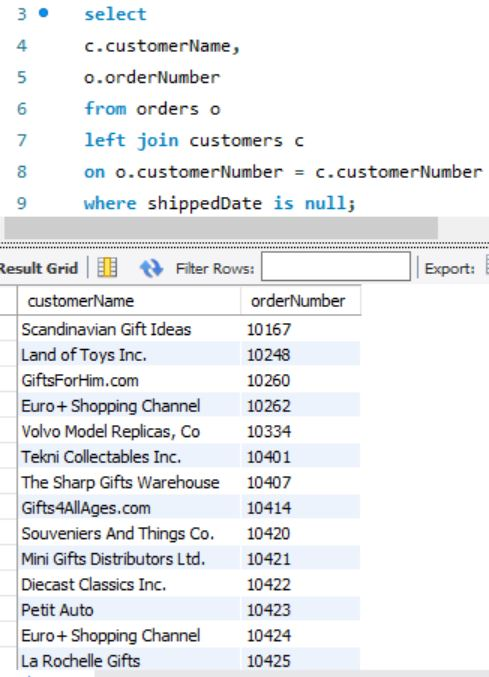 3 select
4 c.customerName,
5 o.orderNumber
6 from orders o
7 left join customers c
8 on o.customerNumber = c.customerNumber
9 where shippedDate is null;
Result Grid Filter Rows: Export:
customerName orderNumber
Scandinavian Gift Ideas 10167
Land of Toys Inc. 10248
GiftsForHim.com 10260
Euro+ Shopping Channel 10262
Volvo Model Replicas, Co 10334
Tekni Collectables Inc. 10401
The Sharp Gifts Warehouse 10407
Gifts4AllAges.com 10414
Souveniers And Things Co. 10420
Mini Gifts Distributors Ltd. 10421
Diecast Classics Inc. 10422
Petit Auto 10423
Euro+ Shopping Channel 10424
La Rochelle Gifts 10425